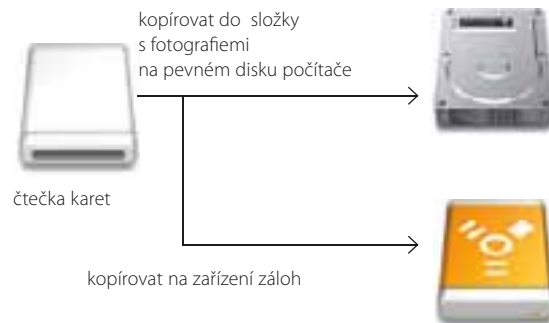 kopírovat do složky
s fotografiemi
na pevném disku počítače
čtečka karet
kopírovat na zařízení záloh